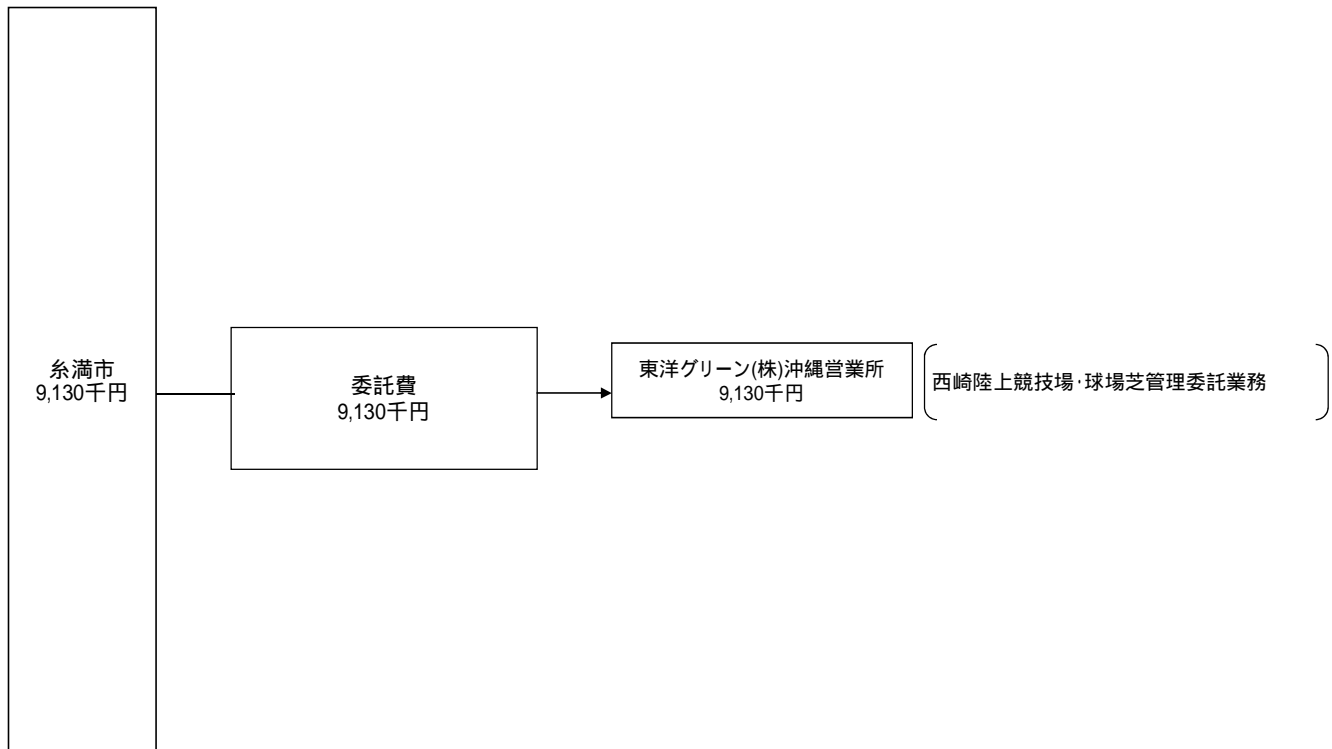 糸満市
9,130千円
委託費
9,130千円
東洋グリーン(株)沖縄営業所
9,130千円
西崎陸上競技場・球場芝管理委託業務